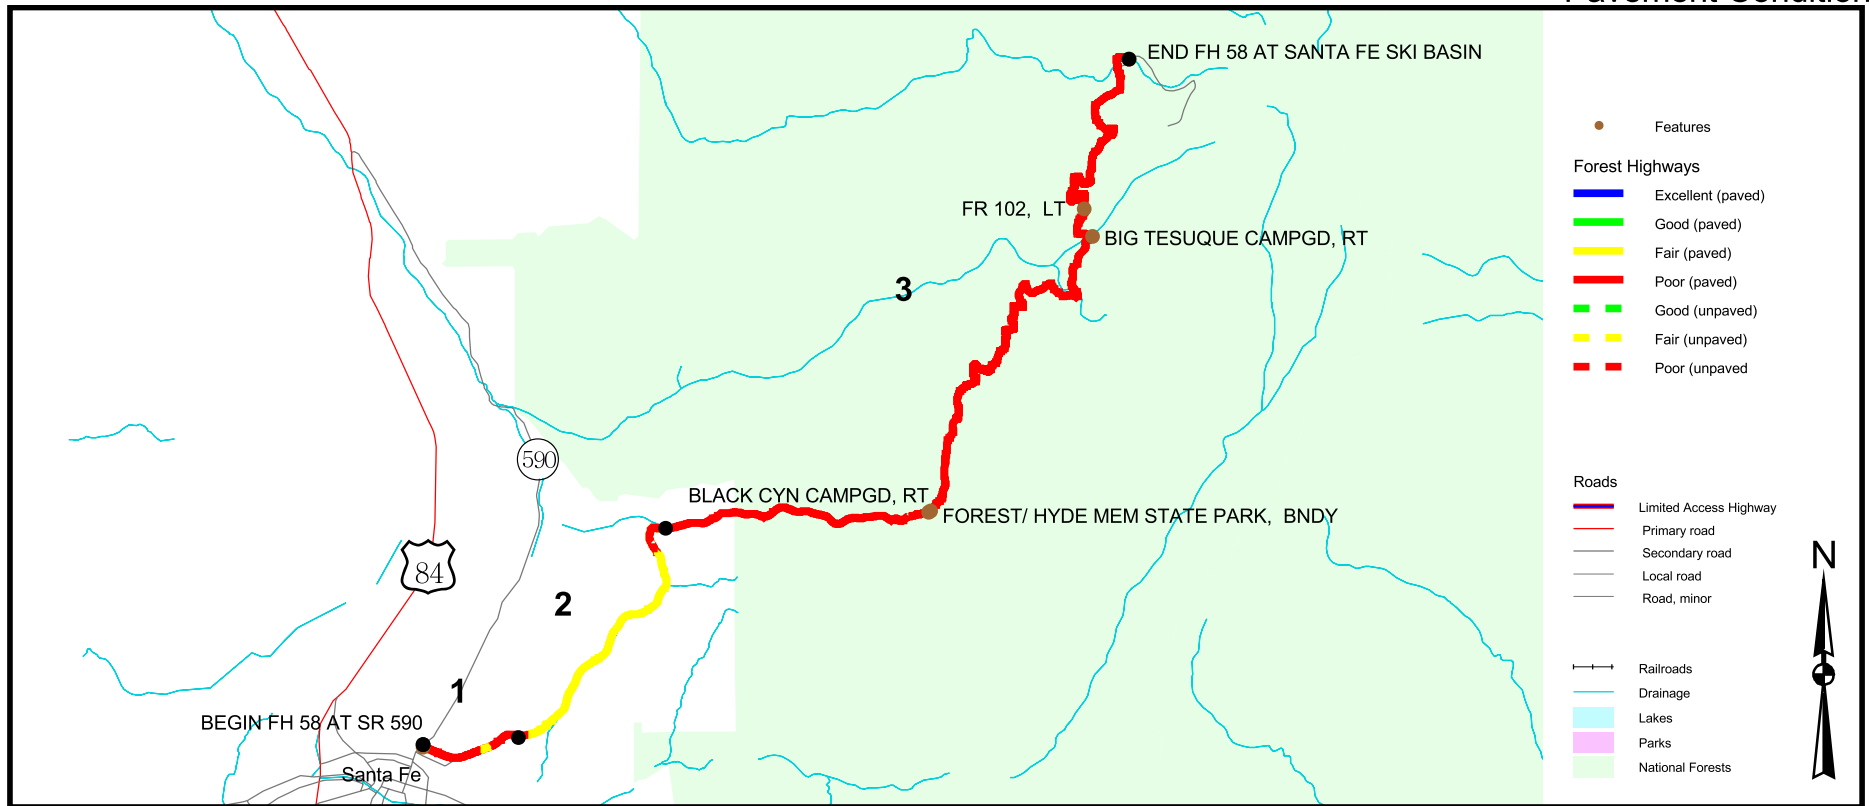 Pavement Condition
END FH 58 AT SANTA FE SKI BASIN
FR 102, LT
BIG TESUQUE CAMPGD, RT
3
590
BLACK CYN CAMPGD, RT
FOREST/ HYDE MEM STATE PARK, BNDY
84
2
1
BEGIN FH 58 AT SR 590
Santa Fe
Features
Forest Highways
Excellent (paved)
Good (paved)
Fair (paved)
Poor (paved)
Good (unpaved)
Fair (unpaved)
Poor (unpaved
Roads
Limited Access Highway
Primary road
Secondary road
Local road
Road, minor
N
Railroads
Drainage
Lakes
Parks
National Forests